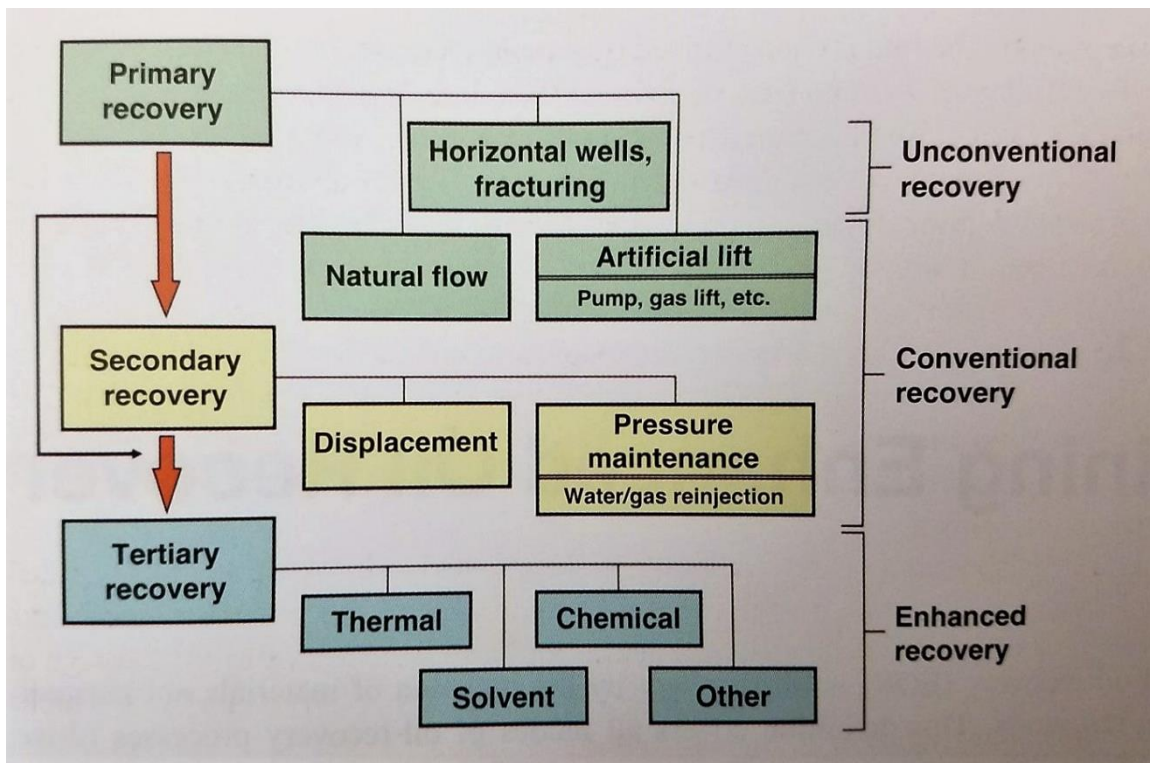 Primary
recovery
Horizontal wells,
fracturing
Unconventional
recovery
Natural flow
Artificial lift
Pump, gas lift, etc.
Secondary
recovery
Conventional
recovery
Displacement
Pressure
maintenance
Water/gas reinjection
Tertiary
recovery
Thermal
Chemical
Enhanced
recovery
Solvent
Other